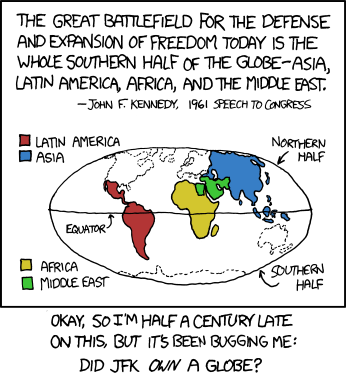 THE GREAT BATTLEFIELD FOR THE DEFENSE
AND EXPANSION OF FREEDOM TODAY IS THE
WHOLE SOUTHERN HALF OF THE GLOBE-ASIA,
LATIN AMERICA, AFRICA, AND THE MIDDLE EAST.
—JOHN F. KENNEDY, 1961 SPEECH TO CONGRESS
LATIN AMERICA
ASIA
NORTHERN
HALF
EQUATOR
AFRICA
MIDDLE EAST
SOUTHERN
HALF
OKAY, SO I'M HALF A CENTURY LATE
ON THIS, BUT IT'S BEEN BUGGING ME:
DID JFK OWN A GLOBE?